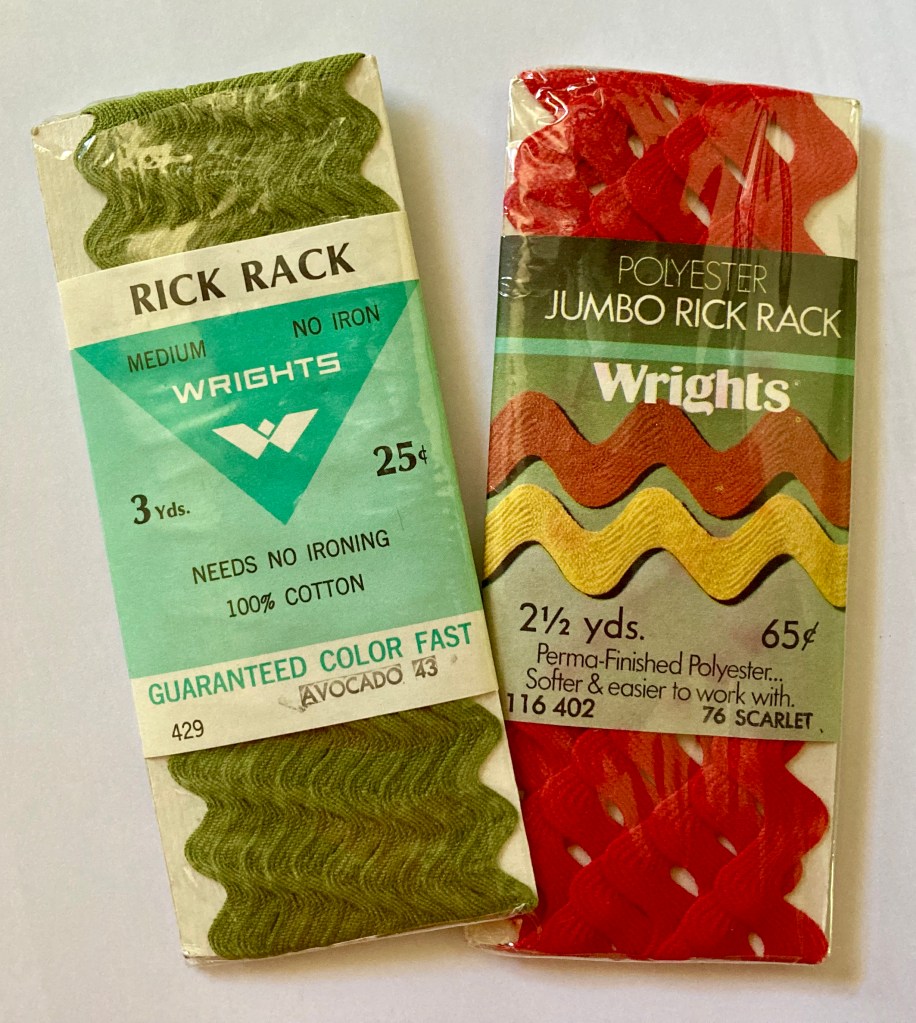 RICK RACK
MEDIUM NO IRON
WRIGHTS
25¢
3 Yds.
NEEDS NO IRONING
100% COTTON
GUARANTEED COLOR FAST
AVOCADO 43
429
POLYESTER
JUMBO RICK RACK
Wrights
2½ yds. 65¢
Perma-Finished Polyester...
Softer & easier to work with.
116 402 76 SCARLET